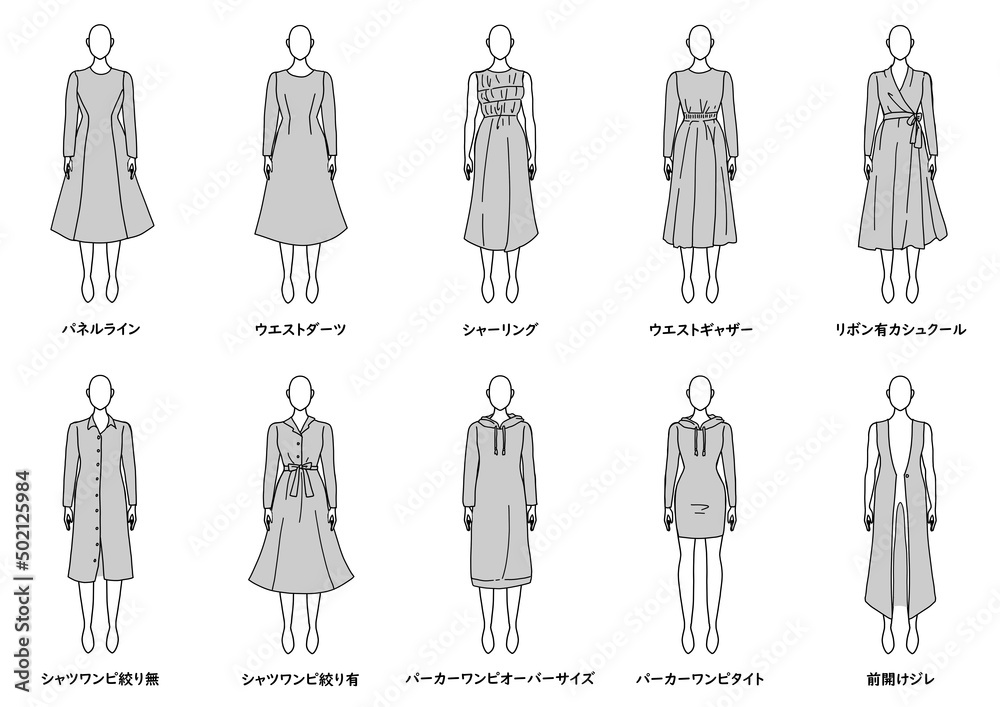 パネルライン
ウエストダーツ
シャーリング
ウエストギャザー
リボン有カシュクール
シャツワンピ絞り無
シャツワンピ絞り有
パーカーワンピオーバーサイズ
パーカーワンピタイト
前開けジレ
Adobe Stock | #502125984